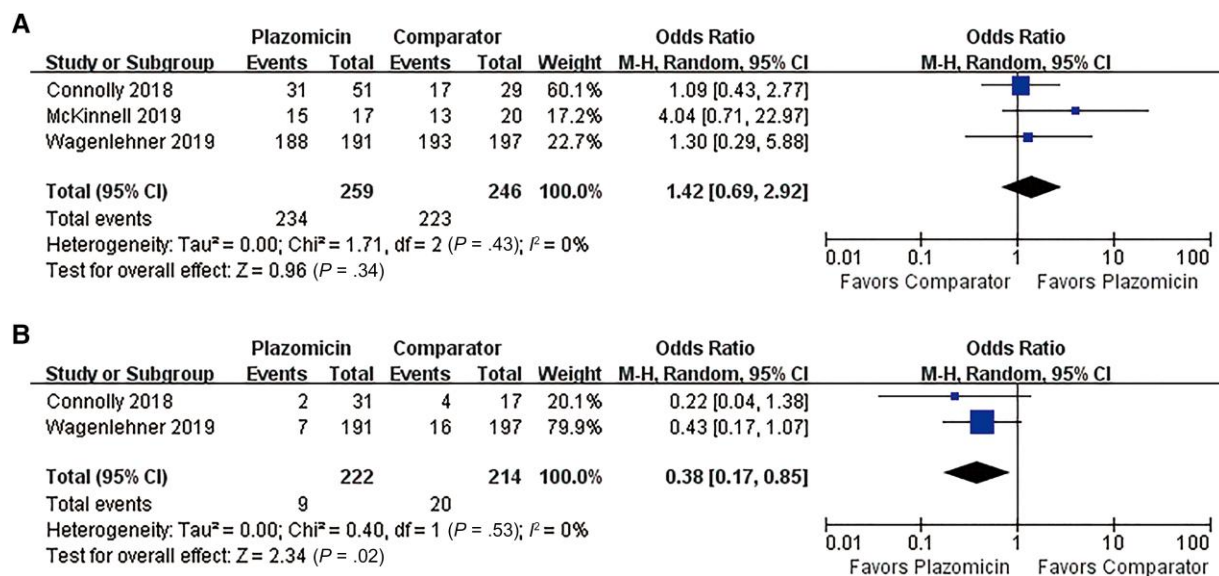 A
Plazomicin Comparator Odds Ratio Odds Ratio
Study or Subgroup Events Total Events Total Weight M-H, Random, 95% CI M-H, Random, 95% CI
Connolly 2018 31 51 17 29 60.1% 1.09 [0.43, 2.77]
McKinnell 2019 15 17 13 20 17.2% 4.04 [0.71, 22.97]
Wagenlehner 2019 188 191 193 197 22.7% 1.30 [0.29, 5.88]
Total (95% CI) 259 246 100.0% 1.42 [0.69, 2.92]
Total events 234 223
Heterogeneity: Tau² = 0.00; Chi² = 1.71, df = 2 (P = .43); I² = 0%
Test for overall effect: Z = 0.96 (P = .34)
0.01 0.1 1 10 100
Favors Comparator Favors Plazomicin
B
Plazomicin Comparator Odds Ratio Odds Ratio
Study or Subgroup Events Total Events Total Weight M-H, Random, 95% CI M-H, Random, 95% CI
Connolly 2018 2 31 4 17 20.1% 0.22 [0.04, 1.38]
Wagenlehner 2019 7 191 16 197 79.9% 0.43 [0.17, 1.07]
Total (95% CI) 222 214 100.0% 0.38 [0.17, 0.85]
Total events 9 20
Heterogeneity: Tau² = 0.00; Chi² = 0.40, df = 1 (P = .53); I² = 0%
Test for overall effect: Z = 2.34 (P = .02)
0.01 0.1 1 10 100
Favors Plazomicin Favors Comparator